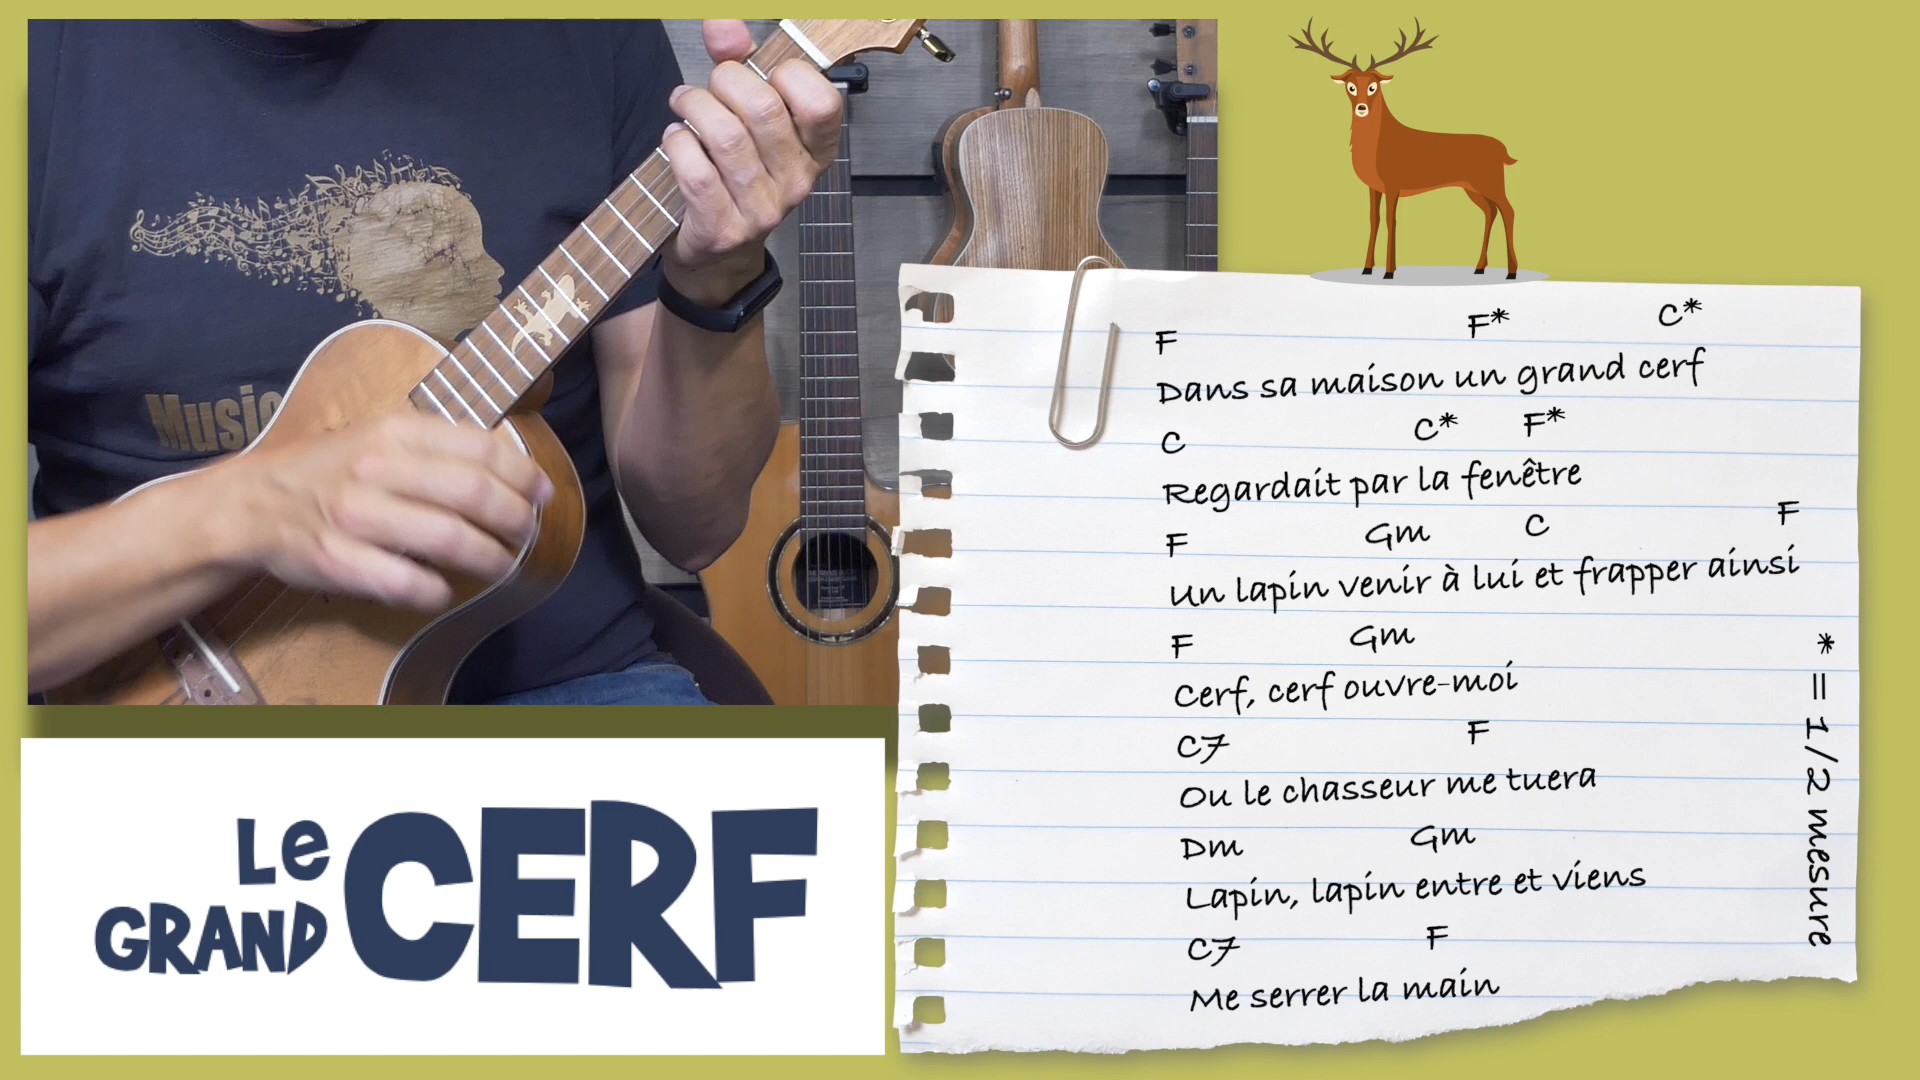 Music
Le
GRAND CERF
F F* C*
Dans sa maison un grand cerf
C C* F*
Regardait par la fenêtre
F Gm C F
Un lapin venir à lui et frapper ainsi
F Gm
Cerf, cerf ouvre-moi
C7 F
Ou le chasseur me tuera
Dm Gm
Lapin, lapin entre et viens
C7 F
Me serrer la main
* = 1/2 mesure